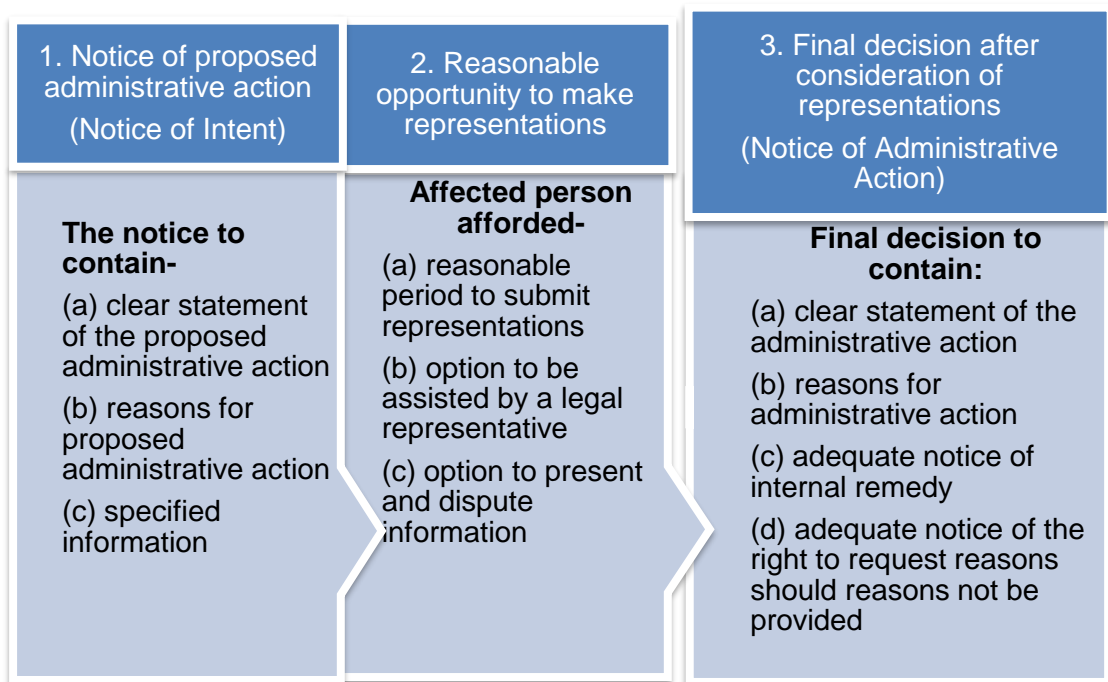 1. Notice of proposed
administrative action
(Notice of Intent)
The notice to
contain-
(a) clear statement
of the proposed
administrative action
(b) reasons for
proposed
administrative action
(c) specified
information
2. Reasonable
opportunity to make
representations
Affected person
afforded-
(a) reasonable
period to submit
representations
(b) option to be
assisted by a legal
representative
(c) option to present
and dispute
information
3. Final decision after
consideration of
representations
(Notice of Administrative
Action)
Final decision to
contain:
(a) clear statement of the
administrative action
(b) reasons for
administrative action
(c) adequate notice of
internal remedy
(d) adequate notice of the
right to request reasons
should reasons not be
provided